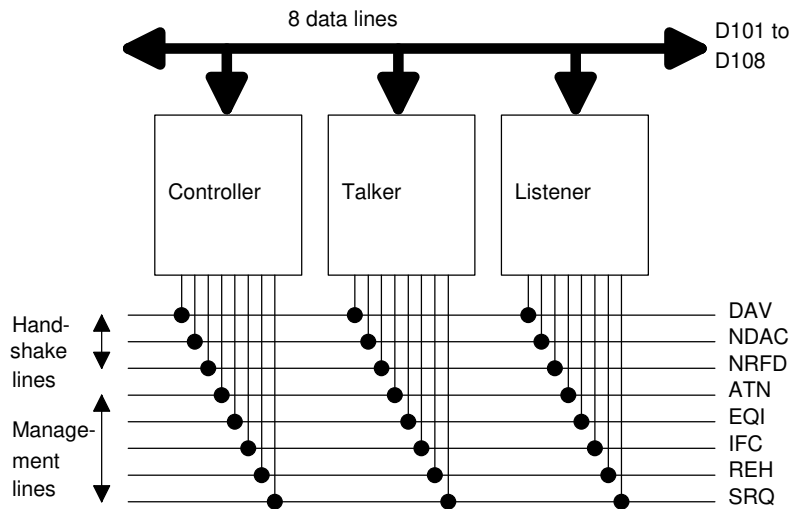 8 data lines
D101 to
D108
Controller
Talker
Listener
Hand-
shake
lines
Manage-
ment
lines
DAV
NDAC
NRFD
ATN
EQI
IFC
REH
SRQ